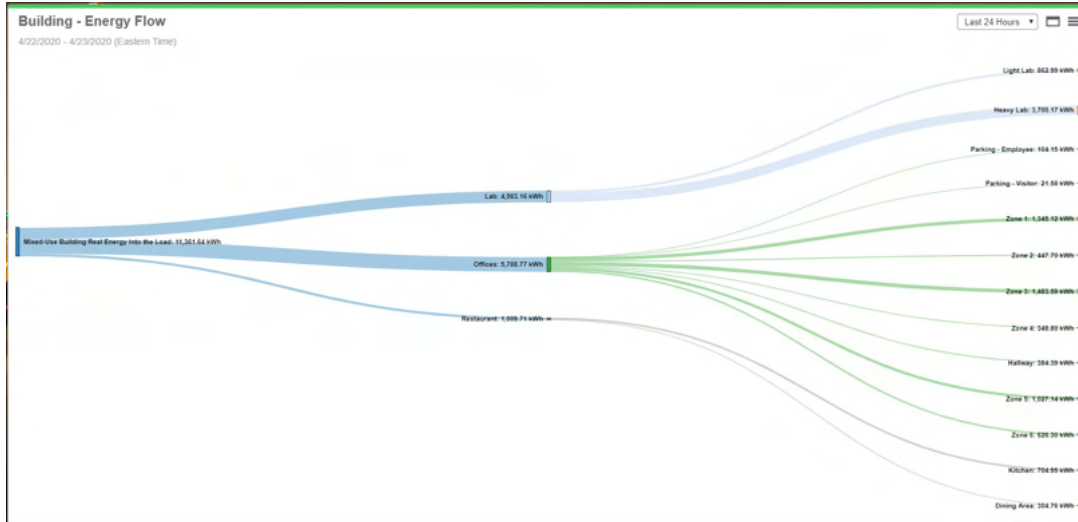 Building - Energy Flow
Last 24 Hours
4/22/2020 - 4/23/2020 (Eastern Time)
Light Lab: 862.99 kWh
Heavy Lab: 3,700.17 kWh
Parking - Employee: 104.15 kWh
Parking - Visitor: 21.58 kWh
Lab: 4,563.16 kWh
Zone 1: 1,345.12 kWh
Mixed-Use Building Real Energy into the Load: 11,361.64 kWh
Zone 2: 447.70 kWh
Offices: 5,788.77 kWh
Zone 3: 1,483.59 kWh
Restaurant: 1,009.71 kWh
Zone 4: 348.80 kWh
Hallway: 384.39 kWh
Zone 5: 1,027.14 kWh
Zone 6: 626.30 kWh
Kitchen: 704.95 kWh
Dining Area: 304.76 kWh